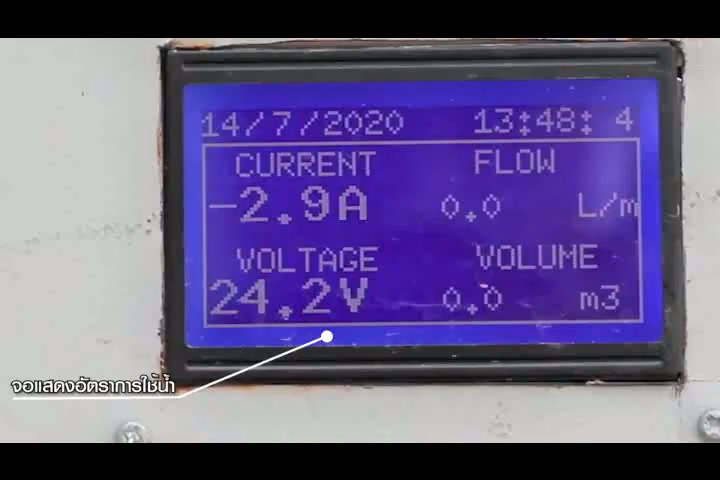 14/7/2020 13:48: 4
CURRENT FLOW
-2.9A 0.0 L/m
VOLTAGE VOLUME
24.2V 0.0 m3
จอแสดงอัตราการใช้น้ำ